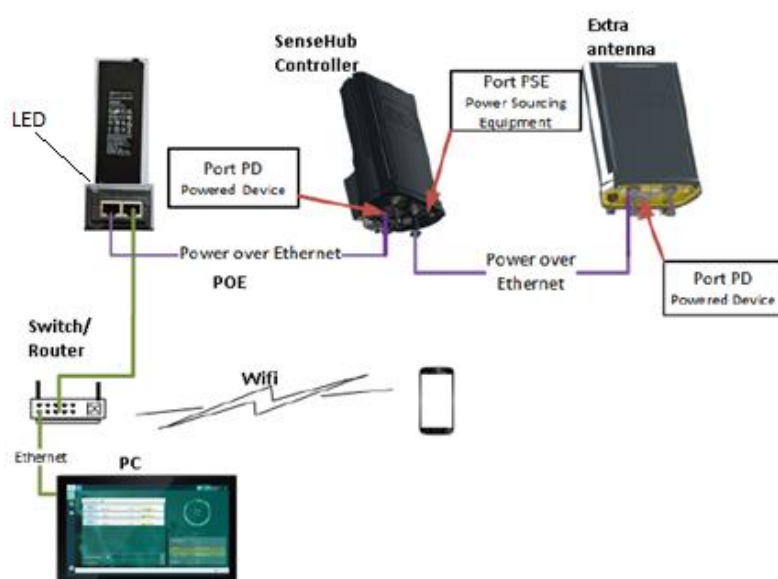 SenseHub
Controller
Extra
antenna
Port PSE
Power Sourcing
Equipment
LED
Port PD
Powered Device
Power over Ethernet
POE
Power over
Ethernet
Port PD
Powered Device
Switch/
Router
Wifi
Ethernet
PC